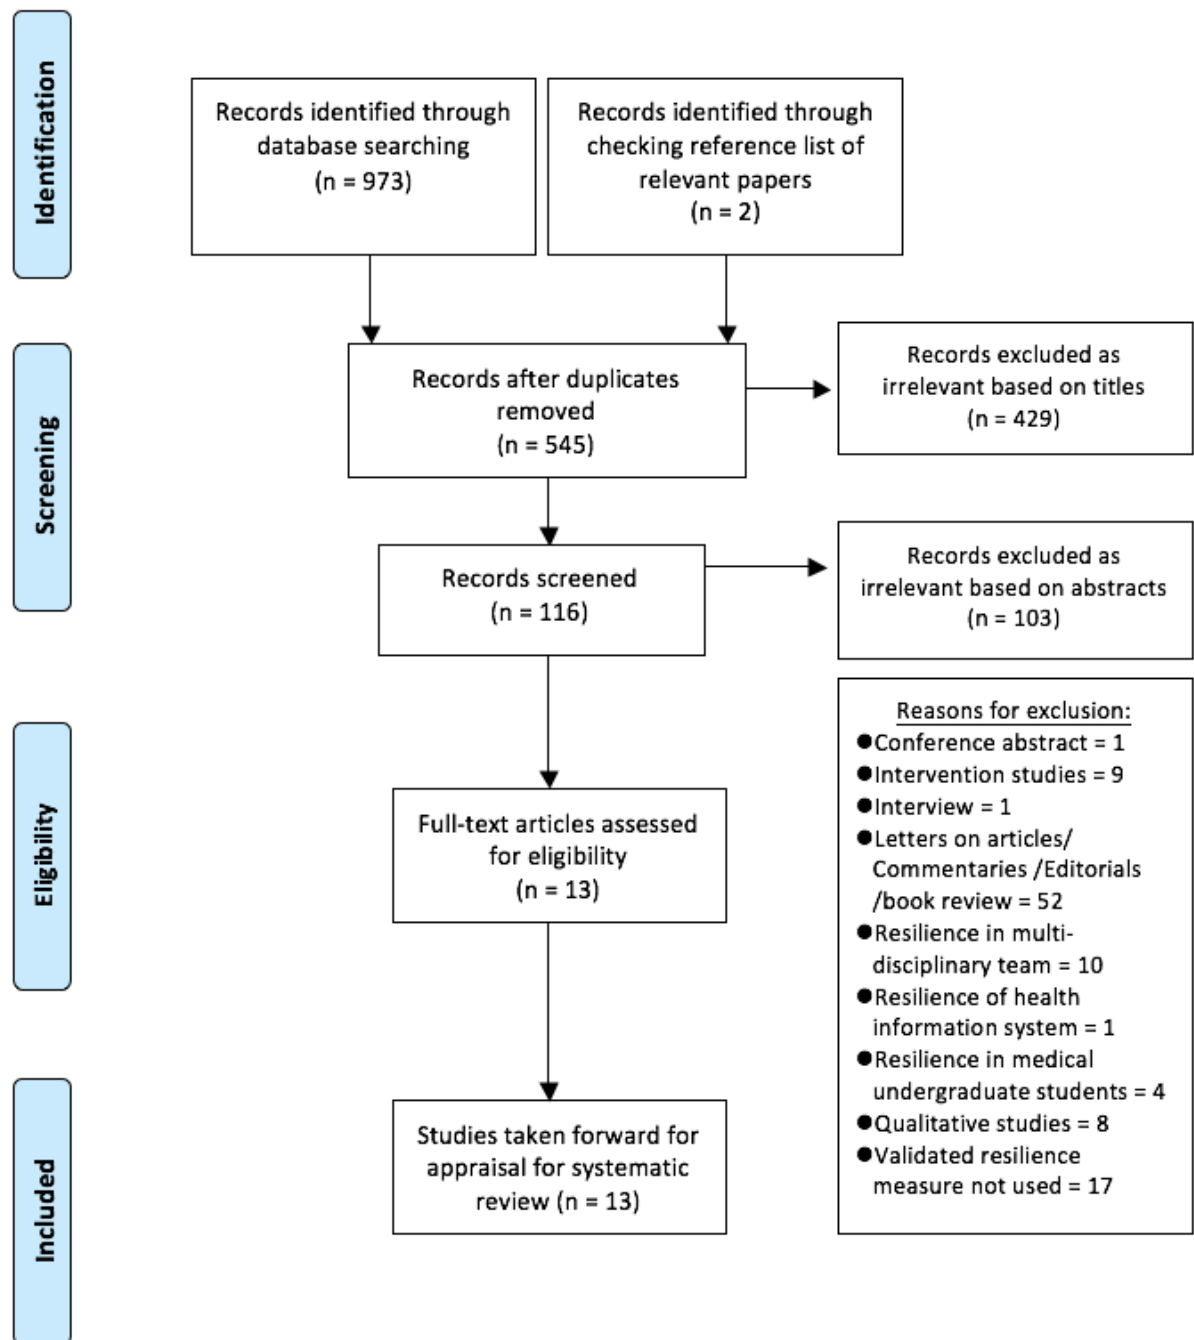 Identification
Records identified through
database searching
(n = 973)
Records identified through
checking reference list of
relevant papers
(n = 2)
Screening
Records after duplicates
removed
(n = 545)
Records excluded as
irrelevant based on titles
(n = 429)
Records screened
(n = 116)
Records excluded as
irrelevant based on abstracts
(n = 103)
Eligibility
Full-text articles assessed
for eligibility
(n = 13)
Reasons for exclusion:
●Conference abstract = 1
●Intervention studies = 9
●Interview = 1
●Letters on articles/
Commentaries /Editorials
/book review = 52
●Resilience in multi-
disciplinary team = 10
●Resilience of health
information system = 1
●Resilience in medical
undergraduate students = 4
●Qualitative studies = 8
●Validated resilience
measure not used = 17
Included
Studies taken forward for
appraisal for systematic
review (n = 13)